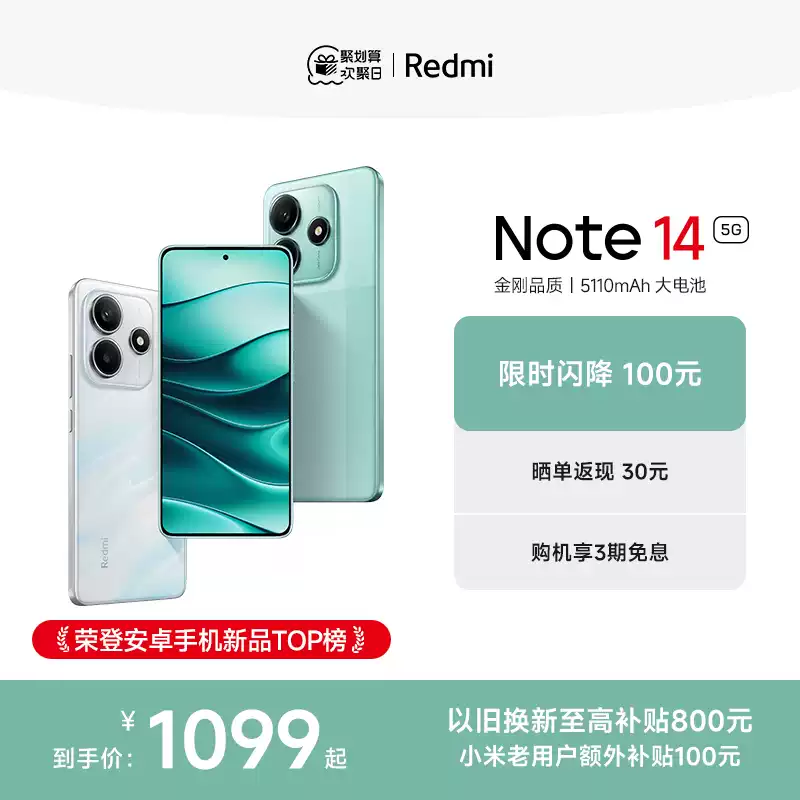 聚划算
欢聚日
Redmi
Note 14 5G
金刚品质 | 5110mAh 大电池
限时闪降 100元
晒单返现 30元
购机享3期免息
Redmi
荣登安卓手机新品TOP榜
¥1099起
到手价：
以旧换新至高补贴800元
小米老用户额外补贴100元